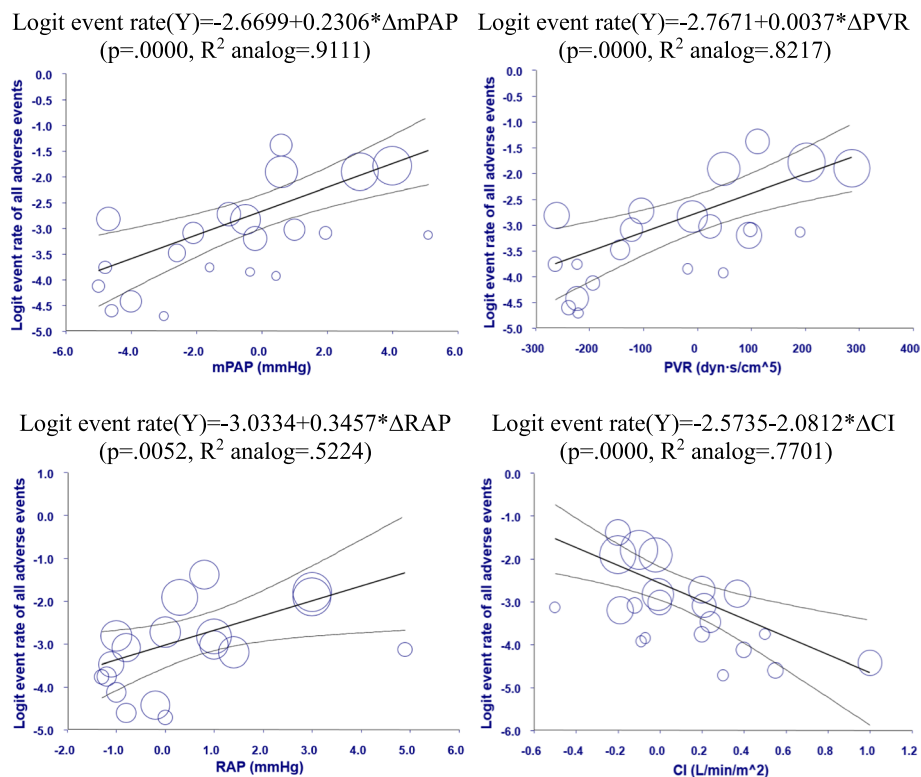 Logit event rate(Y)=-2.6699+0.2306*ΔmPAP
(p=.0000, R² analog=.9111)
Logit event rate of all adverse events
0.0
-0.5
-1.0
-1.5
-2.0
-2.5
-3.0
-3.5
-4.0
-4.5
-5.0
-6.0 -4.0 -2.0 0.0 2.0 4.0 6.0
mPAP (mmHg)
Logit event rate(Y)=-2.7671+0.0037*ΔPVR
(p=.0000, R² analog=.8217)
Logit event rate of all adverse events
0.0
-0.5
-1.0
-1.5
-2.0
-2.5
-3.0
-3.5
-4.0
-4.5
-5.0
-300 -200 -100 0 100 200 300 400
PVR (dyn·s/cm^5)
Logit event rate(Y)=-3.0334+0.3457*ΔRAP
(p=.0052, R² analog=.5224)
Logit event rate of all adverse events
1.0
0.0
-1.0
-2.0
-3.0
-4.0
-5.0
-2.0 -1.0 0.0 1.0 2.0 3.0 4.0 5.0 6.0
RAP (mmHg)
Logit event rate(Y)=-2.5735-2.0812*ΔCI
(p=.0000, R² analog=.7701)
Logit event rate of all adverse events
0.0
-1.0
-2.0
-3.0
-4.0
-5.0
-6.0
-0.6 -0.4 -0.2 0.0 0.2 0.4 0.6 0.8 1.0 1.2
CI (L/min/m^2)